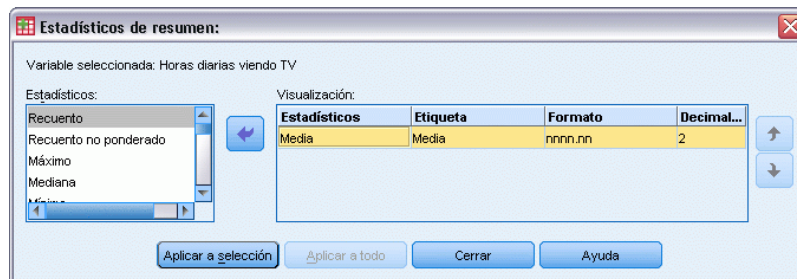 Estadísticos de resumen:
Variable seleccionada: Horas diarias viendo TV
Estadísticos:
Recuento
Recuento no ponderado
Máximo
Mediana
Mínimo
Visualización:
Estadísticos Etiqueta Formato Decimal...
Media Media nnnn.nn 2
Aplicar a selección Aplicar a todo Cerrar Ayuda